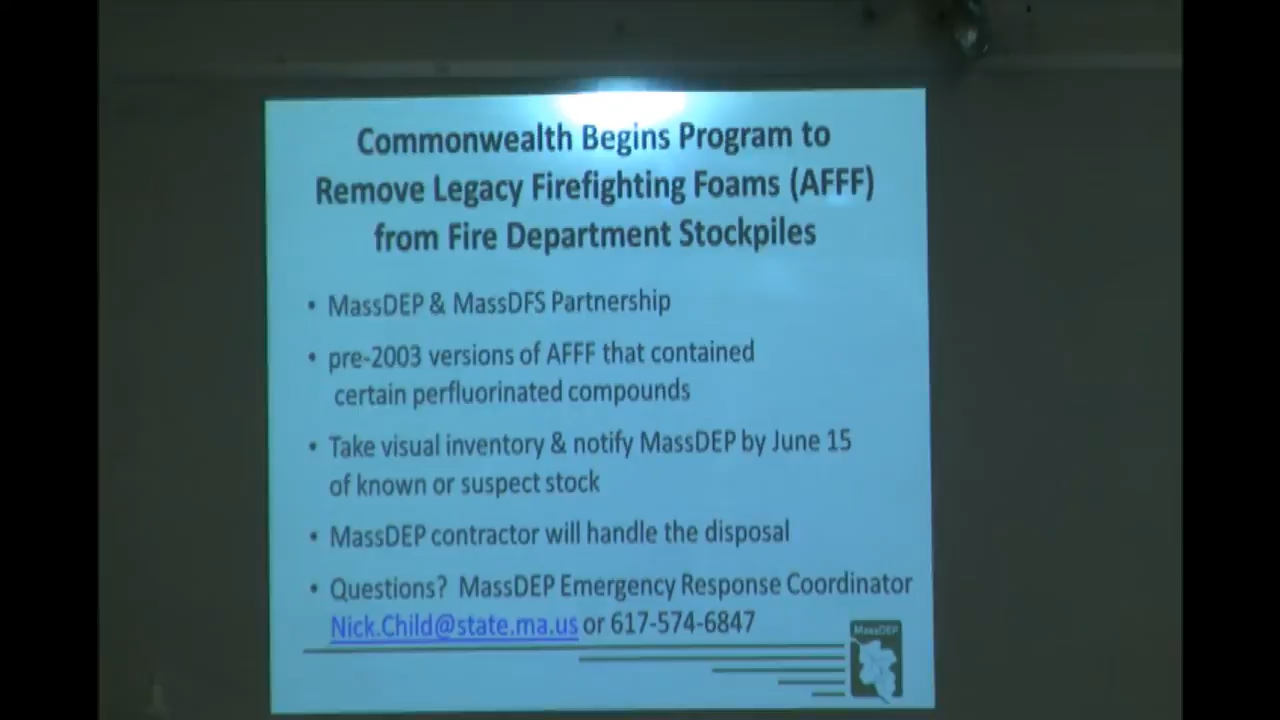 Commonwealth Begins Program to
Remove Legacy Firefighting Foams (AFFF)
from Fire Department Stockpiles
• MassDEP & MassDFS Partnership
• pre-2003 versions of AFFF that contained
certain perfluorinated compounds
• Take visual inventory & notify MassDEP by June 15
of known or suspect stock
• MassDEP contractor will handle the disposal
• Questions? MassDEP Emergency Response Coordinator
Nick.Child@state.ma.us or 617-574-6847
MassDEP